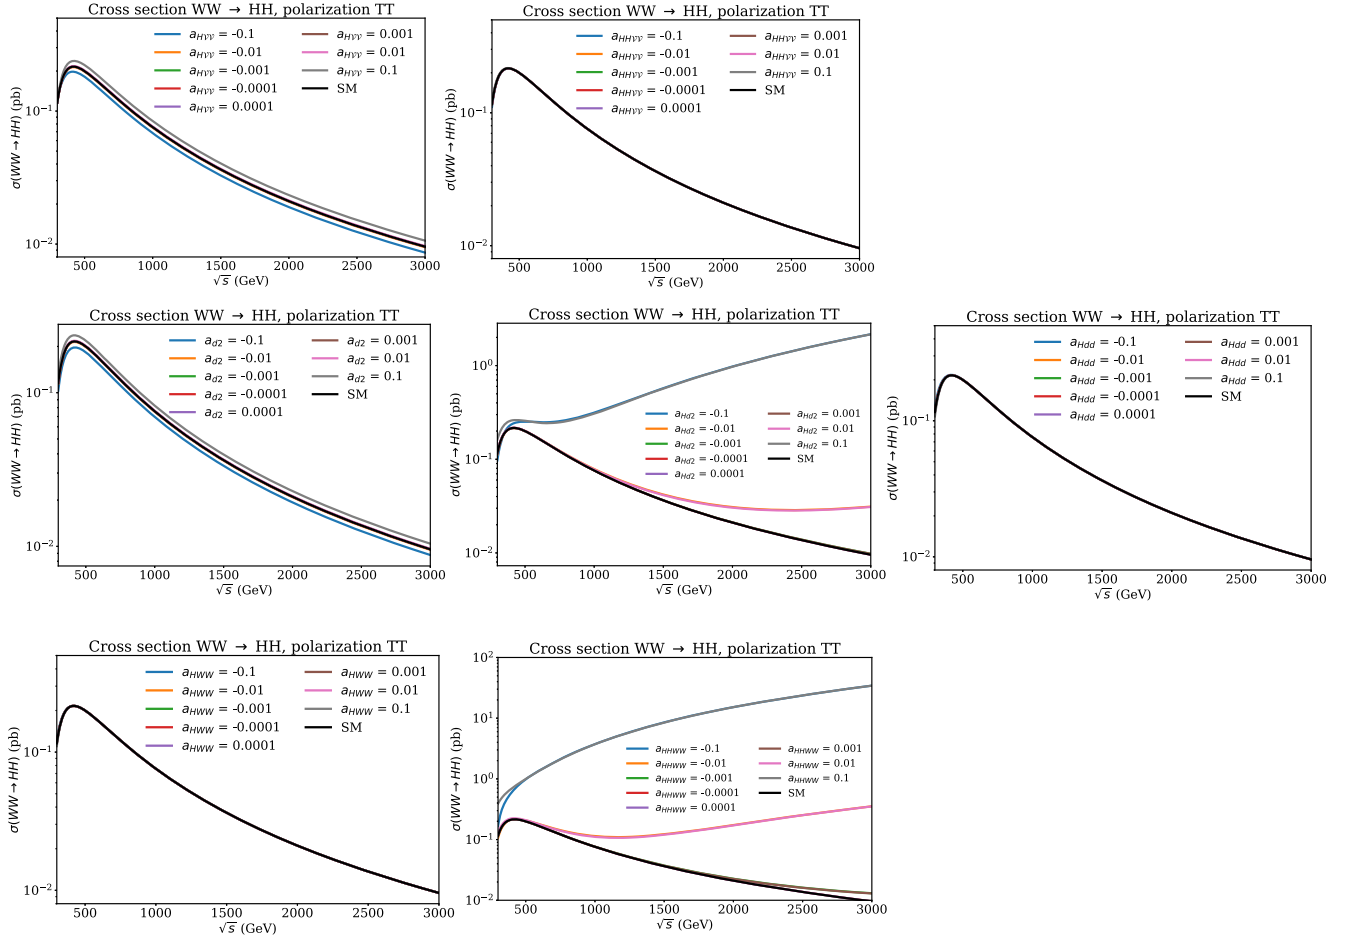 Cross section WW → HH, polarization TT
a_{H𝒱𝒱} = -0.1
a_{H𝒱𝒱} = -0.01
a_{H𝒱𝒱} = -0.001
a_{H𝒱𝒱} = -0.0001
a_{H𝒱𝒱} = 0.0001
a_{H𝒱𝒱} = 0.001
a_{H𝒱𝒱} = 0.01
a_{H𝒱𝒱} = 0.1
SM
σ(WW→HH) (pb)
10^{-1}
10^{-2}
500 1000 1500 2000 2500 3000
√s (GeV)
Cross section WW → HH, polarization TT
a_{HH𝒱𝒱} = -0.1
a_{HH𝒱𝒱} = -0.01
a_{HH𝒱𝒱} = -0.001
a_{HH𝒱𝒱} = -0.0001
a_{HH𝒱𝒱} = 0.0001
a_{HH𝒱𝒱} = 0.001
a_{HH𝒱𝒱} = 0.01
a_{HH𝒱𝒱} = 0.1
SM
σ(WW→HH) (pb)
10^{-1}
10^{-2}
500 1000 1500 2000 2500 3000
√s (GeV)
Cross section WW → HH, polarization TT
a_{d2} = -0.1
a_{d2} = -0.01
a_{d2} = -0.001
a_{d2} = -0.0001
a_{d2} = 0.0001
a_{d2} = 0.001
a_{d2} = 0.01
a_{d2} = 0.1
SM
σ(WW→HH) (pb)
10^{-1}
10^{-2}
500 1000 1500 2000 2500 3000
√s (GeV)
Cross section WW → HH, polarization TT
a_{Hd2} = -0.1
a_{Hd2} = -0.01
a_{Hd2} = -0.001
a_{Hd2} = -0.0001
a_{Hd2} = 0.0001
a_{Hd2} = 0.001
a_{Hd2} = 0.01
a_{Hd2} = 0.1
SM
σ(WW→HH) (pb)
10^{0}
10^{-1}
10^{-2}
500 1000 1500 2000 2500 3000
√s (GeV)
Cross section WW → HH, polarization TT
a_{Hdd} = -0.1
a_{Hdd} = -0.01
a_{Hdd} = -0.001
a_{Hdd} = -0.0001
a_{Hdd} = 0.0001
a_{Hdd} = 0.001
a_{Hdd} = 0.01
a_{Hdd} = 0.1
SM
σ(WW→HH) (pb)
10^{-1}
10^{-2}
500 1000 1500 2000 2500 3000
√s (GeV)
Cross section WW → HH, polarization TT
a_{HWW} = -0.1
a_{HWW} = -0.01
a_{HWW} = -0.001
a_{HWW} = -0.0001
a_{HWW} = 0.0001
a_{HWW} = 0.001
a_{HWW} = 0.01
a_{HWW} = 0.1
SM
σ(WW→HH) (pb)
10^{-1}
10^{-2}
500 1000 1500 2000 2500 3000
√s (GeV)
Cross section WW → HH, polarization TT
a_{HHWW} = -0.1
a_{HHWW} = -0.01
a_{HHWW} = -0.001
a_{HHWW} = -0.0001
a_{HHWW} = 0.0001
a_{HHWW} = 0.001
a_{HHWW} = 0.01
a_{HHWW} = 0.1
SM
σ(WW→HH) (pb)
10^{2}
10^{1}
10^{0}
10^{-1}
10^{-2}
500 1000 1500 2000 2500 3000
√s (GeV)